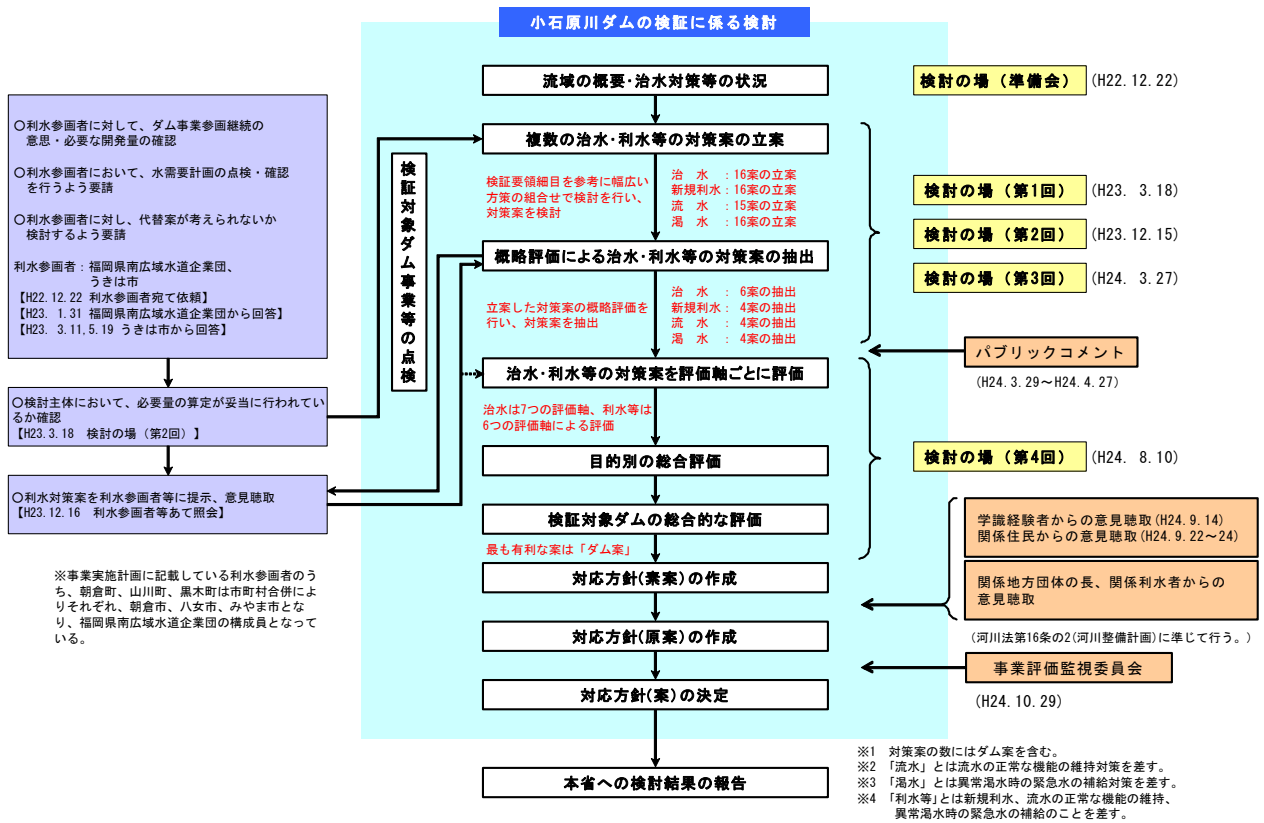 小石原川ダムの検証に係る検討
流域の概要・治水対策等の状況
検討の場（準備会）
(H22.12.22)
○利水参画者に対して、ダム事業参画継続の
意思・必要な開発量の確認
○利水参画者において、水需要計画の点検・確認
を行うよう要請
○利水参画者に対し、代替案が考えられないか
検討するよう要請
利水参画者：福岡県南広域水道企業団、
うきは市
【H22.12.22 利水参画者宛て依頼】
【H23. 1.31 福岡県南広域水道企業団から回答】
【H23. 3.11,5.19 うきは市から回答】
○検討主体において、必要量の算定が妥当に行われてい
るか確認
【H23.3.18 検討の場（第2回）】
○利水対策案を利水参画者等に提示、意見聴取
【H23.12.16 利水参画者等あて照会】
※事業実施計画に記載している利水参画者のう
ち、朝倉町、山川町、黒木町は市町村合併によ
りそれぞれ、朝倉市、八女市、みやま市とな
り、福岡県南広域水道企業団の構成員となって
いる。
検証対象ダム事業等の点検
複数の治水・利水等の対策案の立案
検証要領細目を参考に幅広い
方策の組合せで検討を行い、
対策案を検討
治 水 ：16案の立案
新規利水：16案の立案
流 水 ：15案の立案
渇 水 ：16案の立案
概略評価による治水・利水等の対策案の抽出
立案した対策案の概略評価を
行い、対策案を抽出
治 水 ： 6案の抽出
新規利水： 4案の抽出
流 水 ： 4案の抽出
渇 水 ： 4案の抽出
治水・利水等の対策案を評価軸ごとに評価
治水は7つの評価軸、利水等は
6つの評価軸による評価
目的別の総合評価
検証対象ダムの総合的な評価
最も有利な案は「ダム案」
対応方針(素案)の作成
対応方針(原案)の作成
対応方針(案)の決定
本省への検討結果の報告
検討の場（第1回）
(H23. 3.18)
検討の場（第2回）
(H23.12.15)
検討の場（第3回）
(H24. 3.27)
パブリックコメント
(H24.3.29～H24.4.27)
検討の場（第4回）
(H24. 8.10)
学識経験者からの意見聴取(H24.9.14)
関係住民からの意見聴取(H24.9.22～24)
関係地方団体の長、関係利水者からの
意見聴取
(河川法第16条の2(河川整備計画)に準じて行う。)
事業評価監視委員会
(H24.10.29)
※1 対策案の数にはダム案を含む。
※2 「流水」とは流水の正常な機能の維持対策を差す。
※3 「渇水」とは異常渇水時の緊急水の補給対策を差す。
※4 「利水等」とは新規利水、流水の正常な機能の維持、
異常渇水時の緊急水の補給のことを差す。